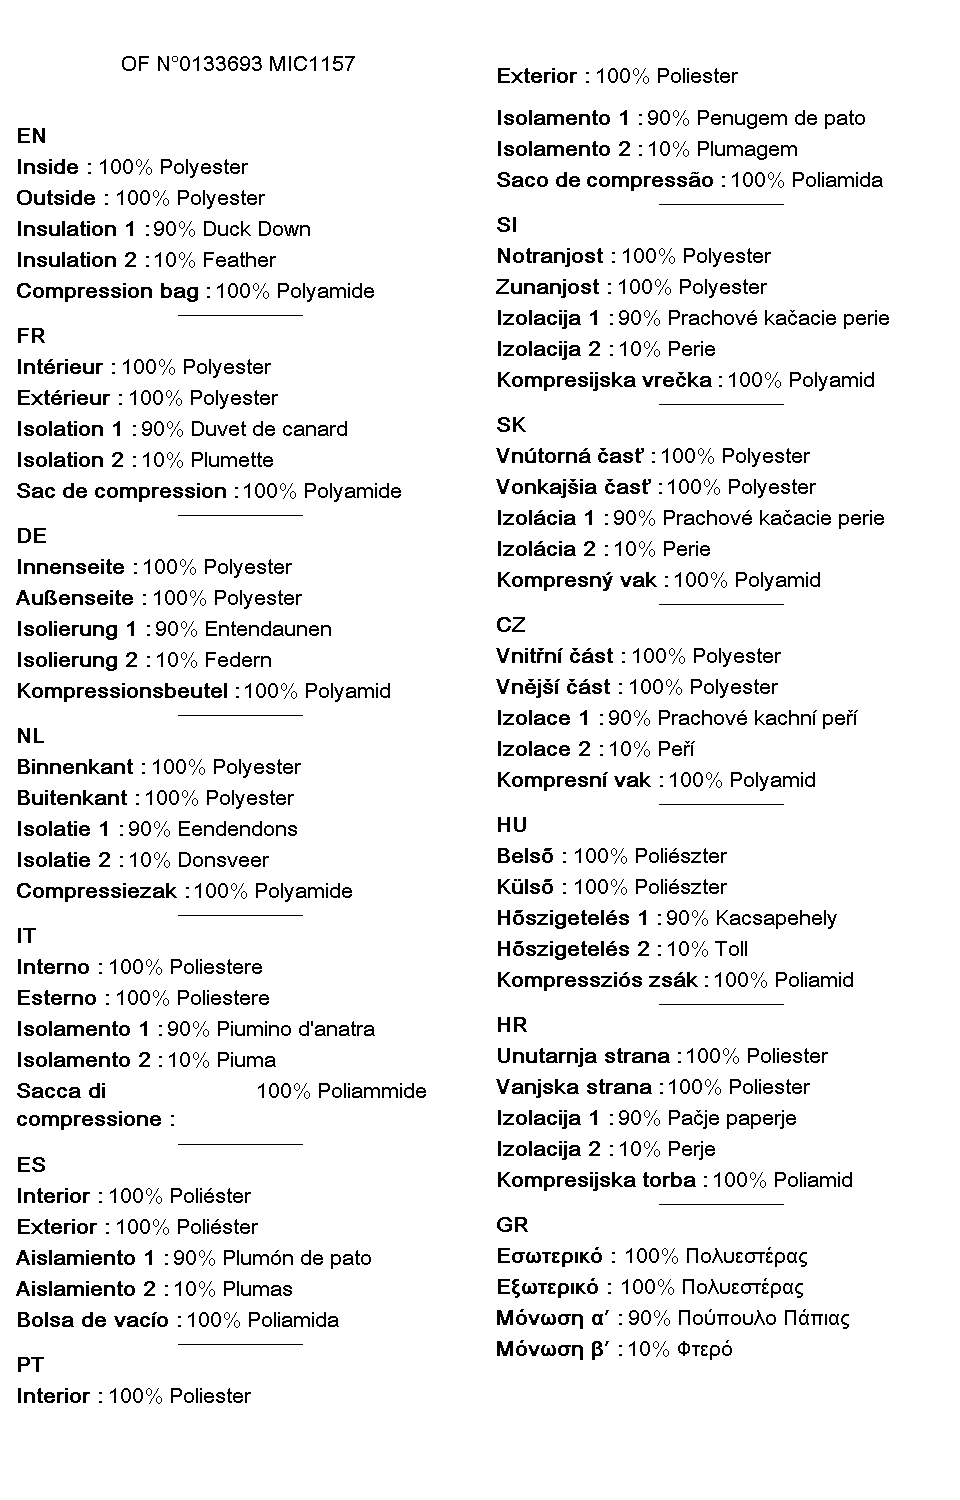 OF N°0133693 MIC1157
EN
Inside : 100% Polyester
Outside : 100% Polyester
Insulation 1 : 90% Duck Down
Insulation 2 : 10% Feather
Compression bag : 100% Polyamide
FR
Intérieur : 100% Polyester
Extérieur : 100% Polyester
Isolation 1 : 90% Duvet de canard
Isolation 2 : 10% Plumette
Sac de compression : 100% Polyamide
DE
Innenseite : 100% Polyester
Außenseite : 100% Polyester
Isolierung 1 : 90% Entendaunen
Isolierung 2 : 10% Federn
Kompressionsbeutel : 100% Polyamid
NL
Binnenkant : 100% Polyester
Buitenkant : 100% Polyester
Isolatie 1 : 90% Eendendons
Isolatie 2 : 10% Donsveer
Compressiezak : 100% Polyamide
IT
Interno : 100% Poliestere
Esterno : 100% Poliestere
Isolamento 1 : 90% Piumino d'anatra
Isolamento 2 : 10% Piuma
Sacca di 100% Poliammide
compressione :
ES
Interior : 100% Poliéster
Exterior : 100% Poliéster
Aislamiento 1 : 90% Plumón de pato
Aislamiento 2 : 10% Plumas
Bolsa de vacío : 100% Poliamida
PT
Interior : 100% Poliester
Exterior : 100% Poliester
Isolamento 1 : 90% Penugem de pato
Isolamento 2 : 10% Plumagem
Saco de compressão : 100% Poliamida
SI
Notranjost : 100% Polyester
Zunanjost : 100% Polyester
Izolacija 1 : 90% Prachové kačacie perie
Izolacija 2 : 10% Perie
Kompresijska vrečka : 100% Polyamid
SK
Vnútorná časť : 100% Polyester
Vonkajšia časť : 100% Polyester
Izolácia 1 : 90% Prachové kačacie perie
Izolácia 2 : 10% Perie
Kompresný vak : 100% Polyamid
CZ
Vnitřní část : 100% Polyester
Vnější část : 100% Polyester
Izolace 1 : 90% Prachové kachní peří
Izolace 2 : 10% Peří
Kompresní vak : 100% Polyamid
HU
Belső : 100% Poliészter
Külső : 100% Poliészter
Hőszigetelés 1 : 90% Kacsapehely
Hőszigetelés 2 : 10% Toll
Kompressziós zsák : 100% Poliamid
HR
Unutarnja strana : 100% Poliester
Vanjska strana : 100% Poliester
Izolacija 1 : 90% Pačje paperje
Izolacija 2 : 10% Perje
Kompresijska torba : 100% Poliamid
GR
Εσωτερικό : 100% Πολυεστέρας
Εξωτερικό : 100% Πολυεστέρας
Μόνωση α’ : 90% Πούπουλο Πάπιας
Μόνωση β’ : 10% Φτερό